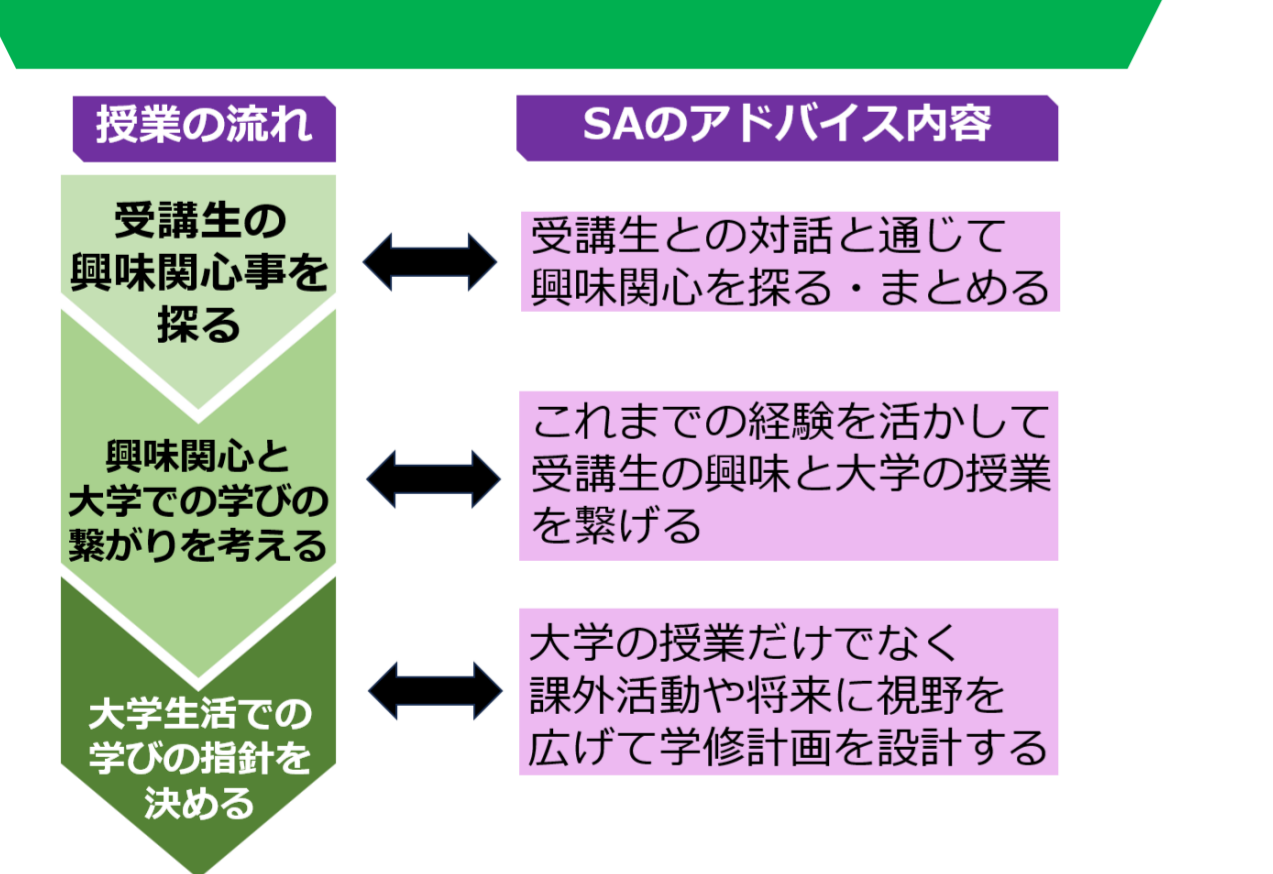 授業の流れ
SAのアドバイス内容
受講生の
興味関心事を
探る
受講生との対話と通じて
興味関心を探る・まとめる
興味関心と
大学での学びの
繋がりを考える
これまでの経験を活かして
受講生の興味と大学の授業
を繋げる
大学生活での
学びの指針を
決める
大学の授業だけでなく
課外活動や将来に視野を
広げて学修計画を設計する